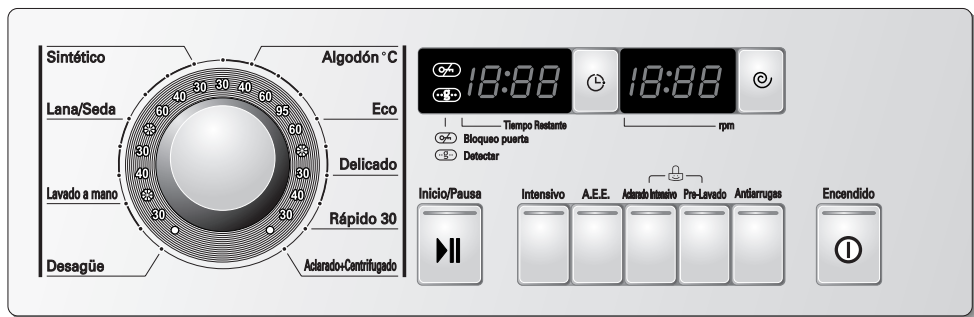 Sintético
Lana/Seda
Lavado a mano
Desagüe
Algodón °C
Eco
Delicado
Rápido 30
Aclarado+Centrifugado
30
40
60
95
60
30
40
30
30
40
60
30
40
30
18:88
18:88
Tiempo Restante
rpm
Bloqueo puerta
Detectar
Inicio/Pausa
Intensivo
A.E.E.
Aclarado Intensivo
Pre-Lavado
Antiarrugas
Encendido